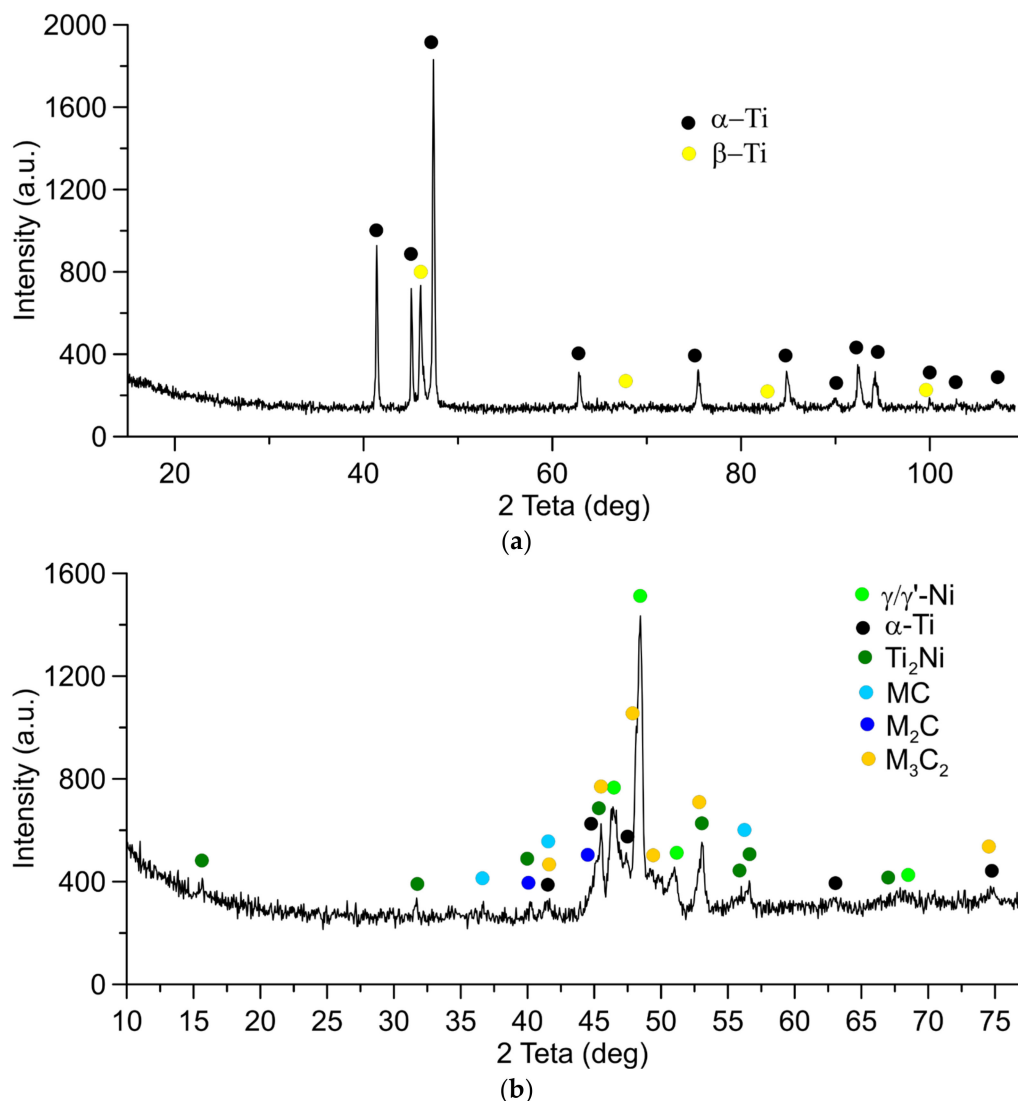 2000
1600
1200
800
400
0
Intensity (a.u.)
α–Ti
β–Ti
20 40 60 80 100
2 Teta (deg)
(a)
1600
1200
800
400
0
Intensity (a.u.)
γ/γ'-Ni
α-Ti
Ti₂Ni
MC
M₂C
M₃C₂
10 15 20 25 30 35 40 45 50 55 60 65 70 75
2 Teta (deg)
(b)